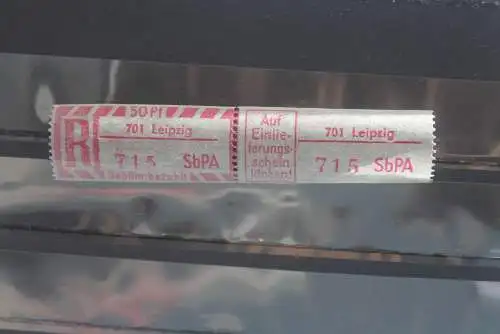 50 Pf
R
701 Leipzig
715 SbPA
Gebühr bezahlt
Auf
Einlie-
ferungs-
schein
kleben!
701 Leipzig
715 SbPA